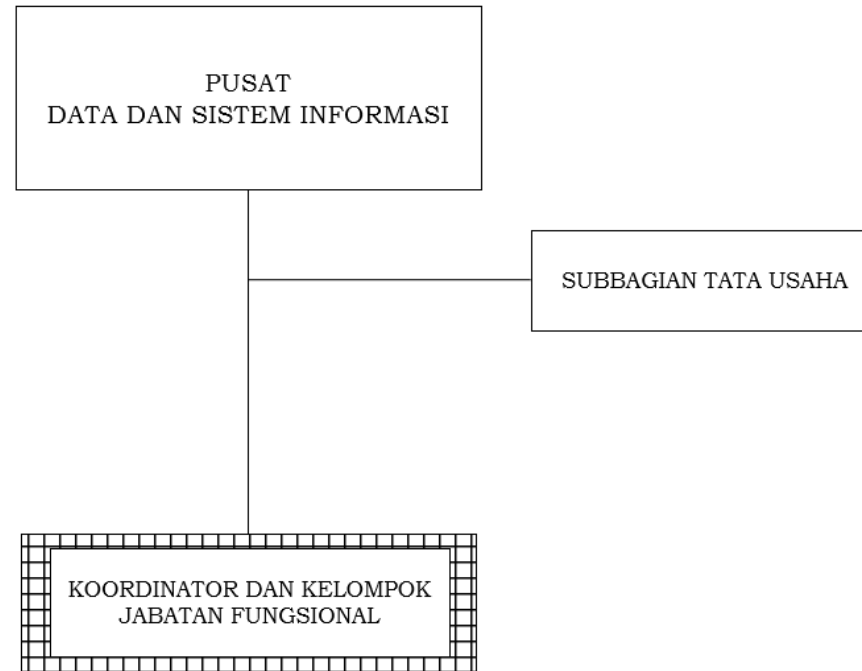 PUSAT
DATA DAN SISTEM INFORMASI
SUBBAGIAN TATA USAHA
KOORDINATOR DAN KELOMPOK
JABATAN FUNGSIONAL